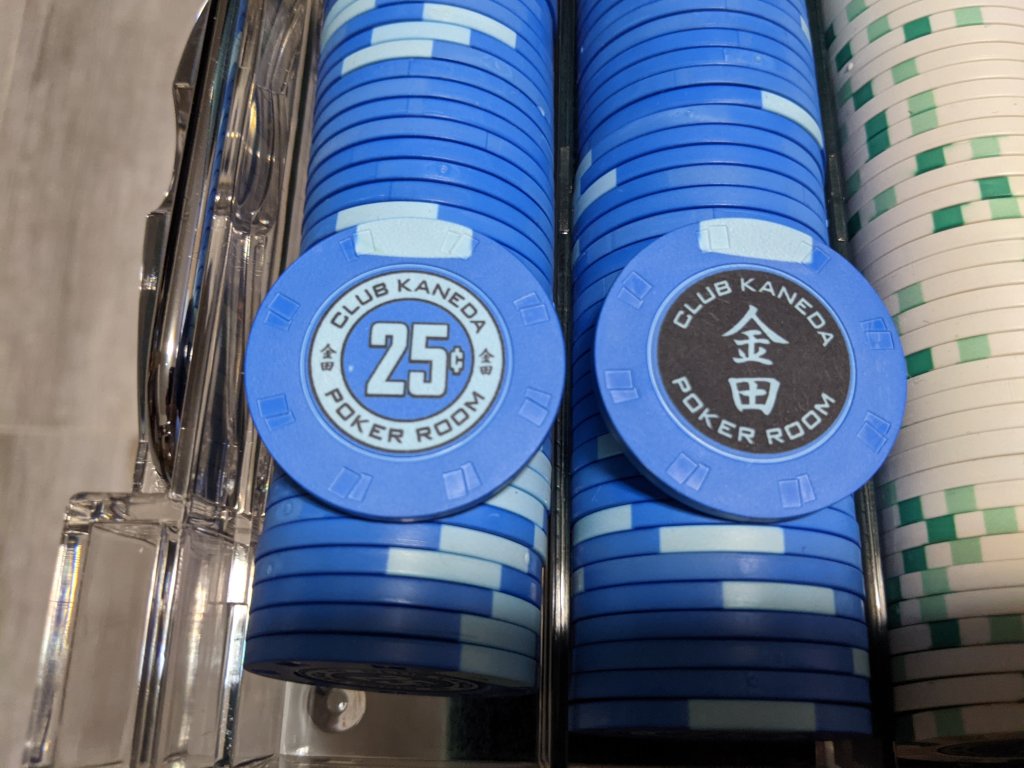 CLUB KANEDA
金田
25¢
金田
POKER ROOM
CLUB KANEDA
金
田
POKER ROOM